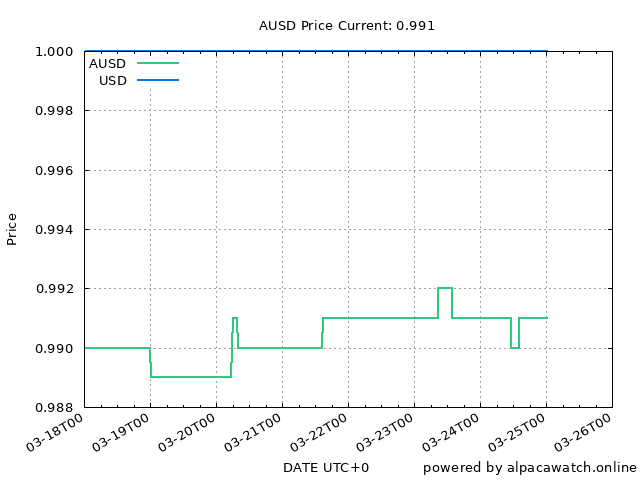 AUSD Price Current: 0.991
1.000
AUSD
USD
0.998
0.996
0.994
Price
0.992
0.990
0.988
03-18T00
03-19T00
03-20T00
03-21T00
03-22T00
03-23T00
03-24T00
03-25T00
03-26T00
DATE UTC+0
powered by alpacawatch.online